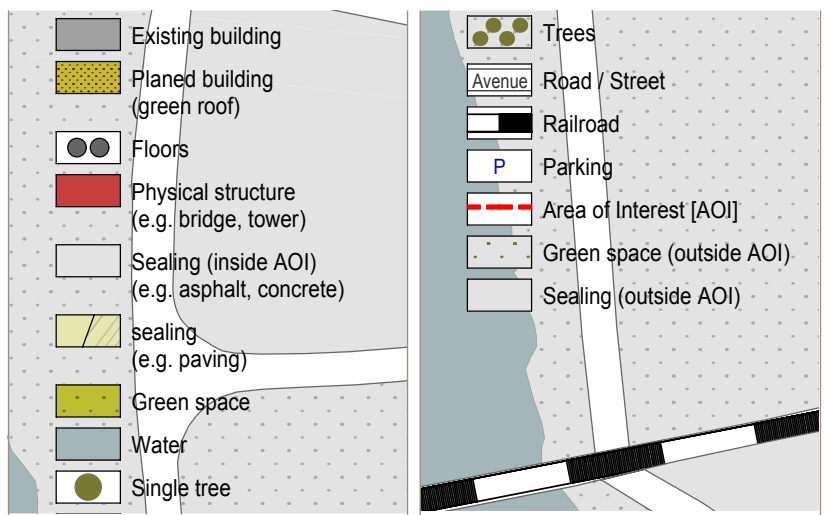 Existing building
Planed building
(green roof)
Floors
Physical structure
(e.g. bridge, tower)
Sealing (inside AOI)
(e.g. asphalt, concrete)
sealing
(e.g. paving)
Green space
Water
Single tree
Trees
Avenue Road / Street
Railroad
P Parking
Area of Interest [AOI]
Green space (outside AOI)
Sealing (outside AOI)